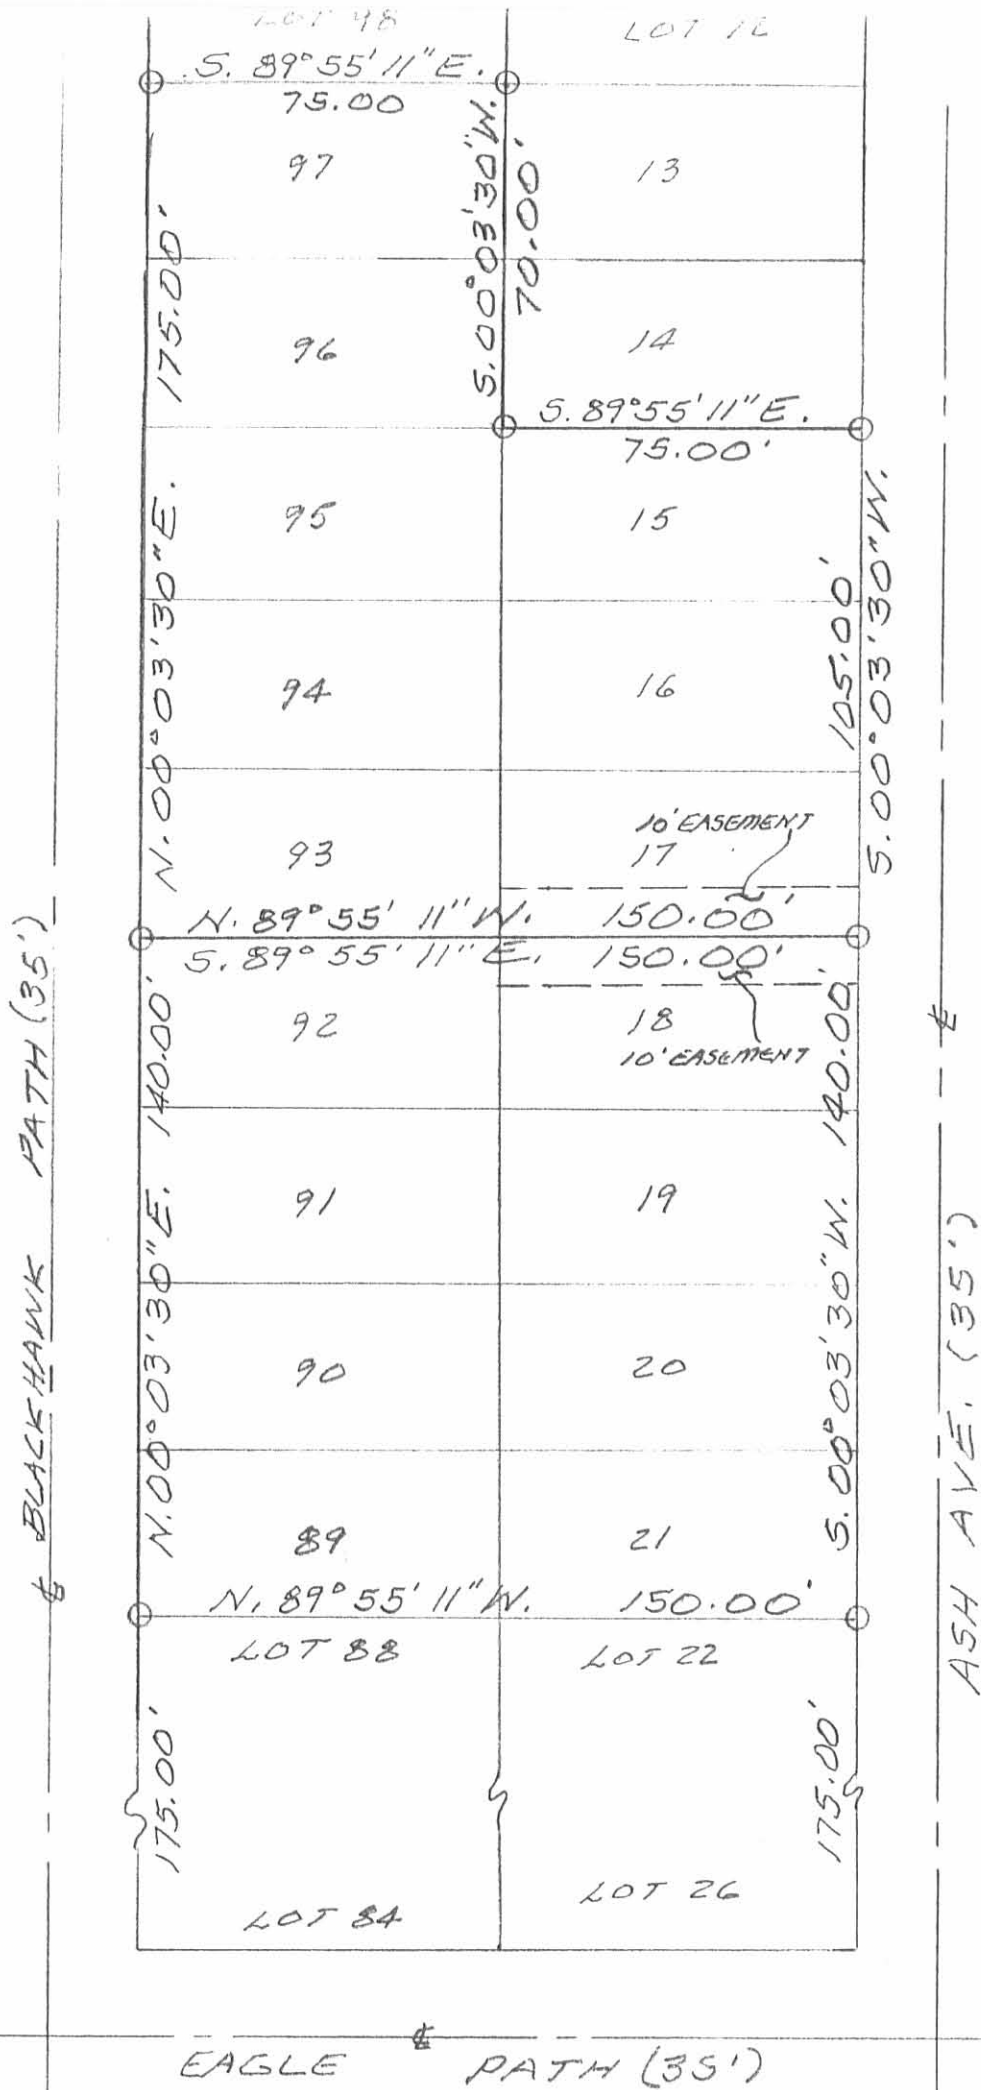 LOT 98
LOT 12
S. 89° 55' 11" E.
75.00
97
13
S. 00° 03' 30" W.
70.00'
175.00'
N. 00° 03' 30" E.
96
14
S. 89° 55' 11" E.
75.00'
95
15
94
16
105.00'
S. 00° 03' 30" W.
10' EASEMENT
93
17
N. 89° 55' 11" W. 150.00'
S. 89° 55' 11" E. 150.00'
92
18
10' EASEMENT
N. 00° 03' 30" E. 140.00'
S. 00° 03' 30" W. 140.00'
91
19
90
20
89
21
N. 89° 55' 11" W. 150.00'
LOT 88
LOT 22
175.00'
175.00'
LOT 84
LOT 26
℄ BLACKHAWK PATH (35')
℄
ASH AVE. (35')
℄
EAGLE PATH (35')